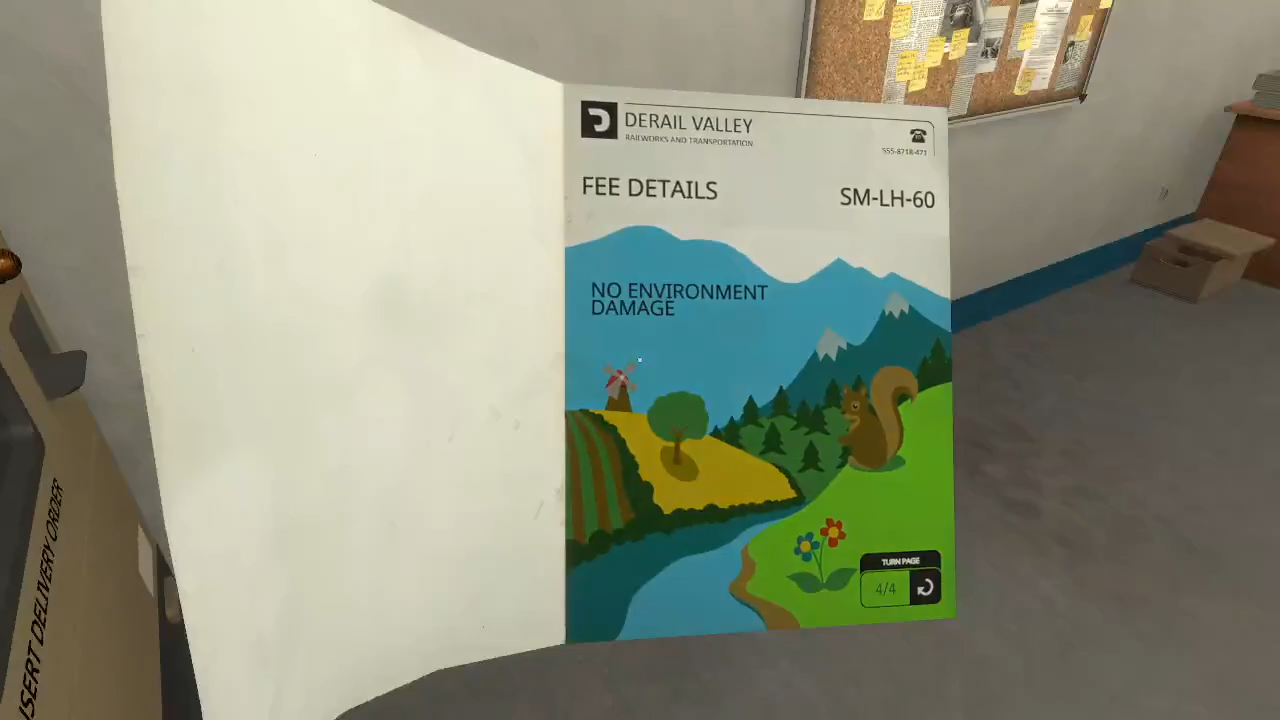 DERAIL VALLEY
RAILWORKS AND TRANSPORTATION
555-8718-471
FEE DETAILS
SM-LH-60
NO ENVIRONMENT
DAMAGE
TURN PAGE
4/4
INSERT DELIVERY ORDER